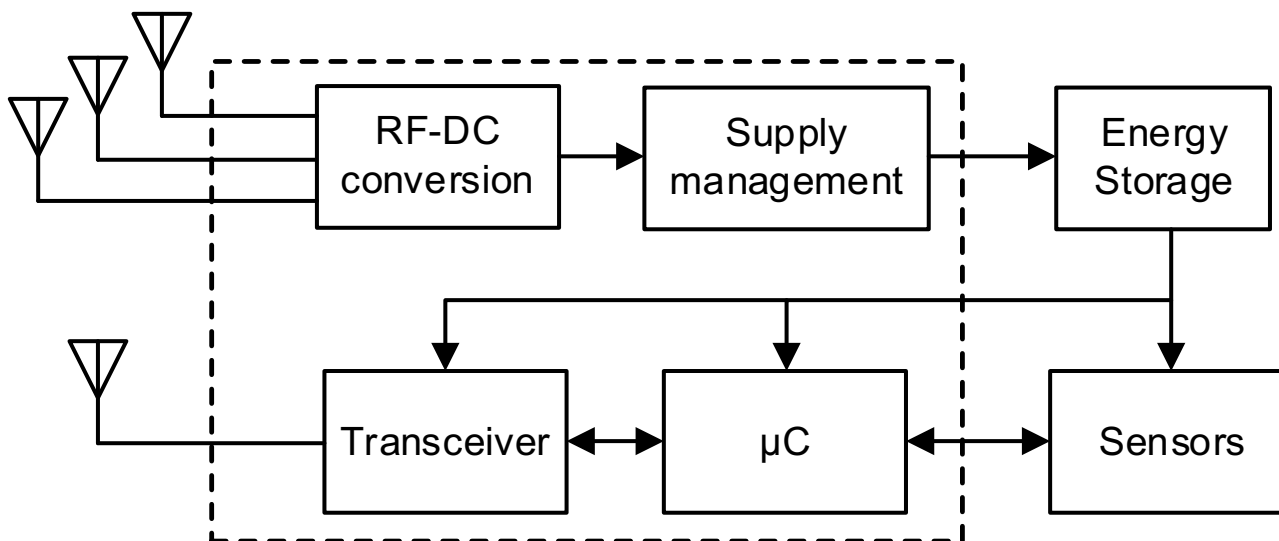 RF-DC
conversion
Supply
management
Energy
Storage
Transceiver
µC
Sensors